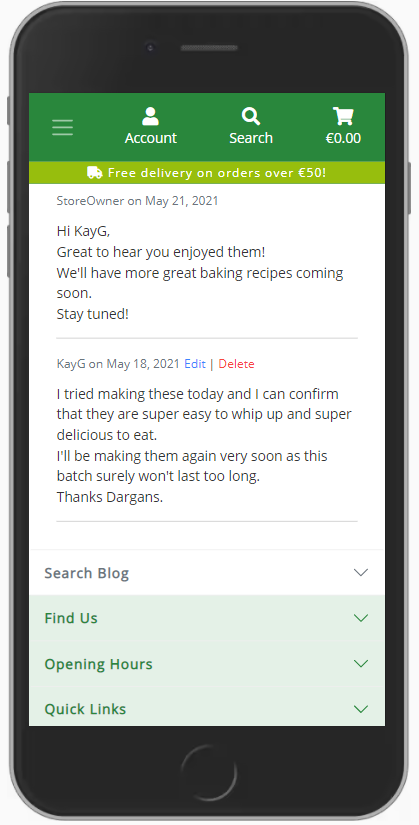 Account
Search
€0.00
Free delivery on orders over €50!
StoreOwner on May 21, 2021
Hi KayG,
Great to hear you enjoyed them!
We'll have more great baking recipes coming
soon.
Stay tuned!
KayG on May 18, 2021 Edit | Delete
I tried making these today and I can confirm
that they are super easy to whip up and super
delicious to eat.
I'll be making them again very soon as this
batch surely won't last too long.
Thanks Dargans.
Search Blog
Find Us
Opening Hours
Quick Links